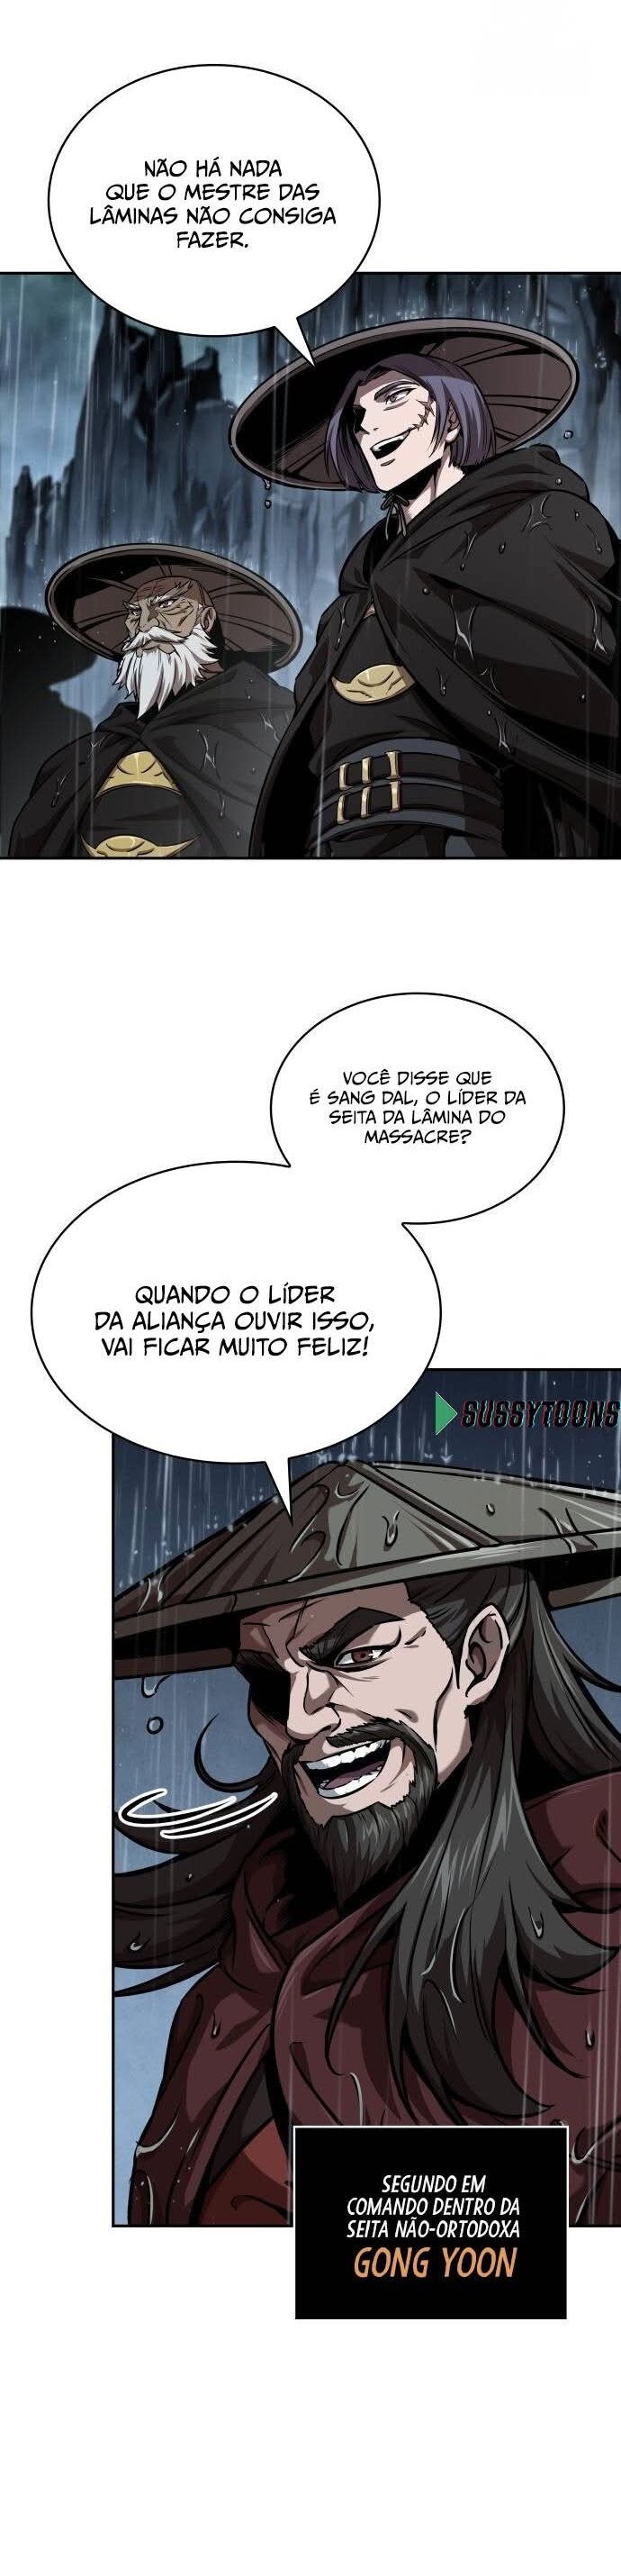 NÃO HÁ NADA
QUE O MESTRE DAS
LÂMINAS NÃO CONSIGA
FAZER.
VOCÊ DISSE QUE
É SANG DAL, O LÍDER DA
SEITA DA LÂMINA DO
MASSACRE?
QUANDO O LÍDER
DA ALIANÇA OUVIR ISSO,
VAI FICAR MUITO FELIZ!
SUSSYTOONS
SEGUNDO EM
COMANDO DENTRO DA
SEITA NÃO-ORTODOXA
GONG YOON